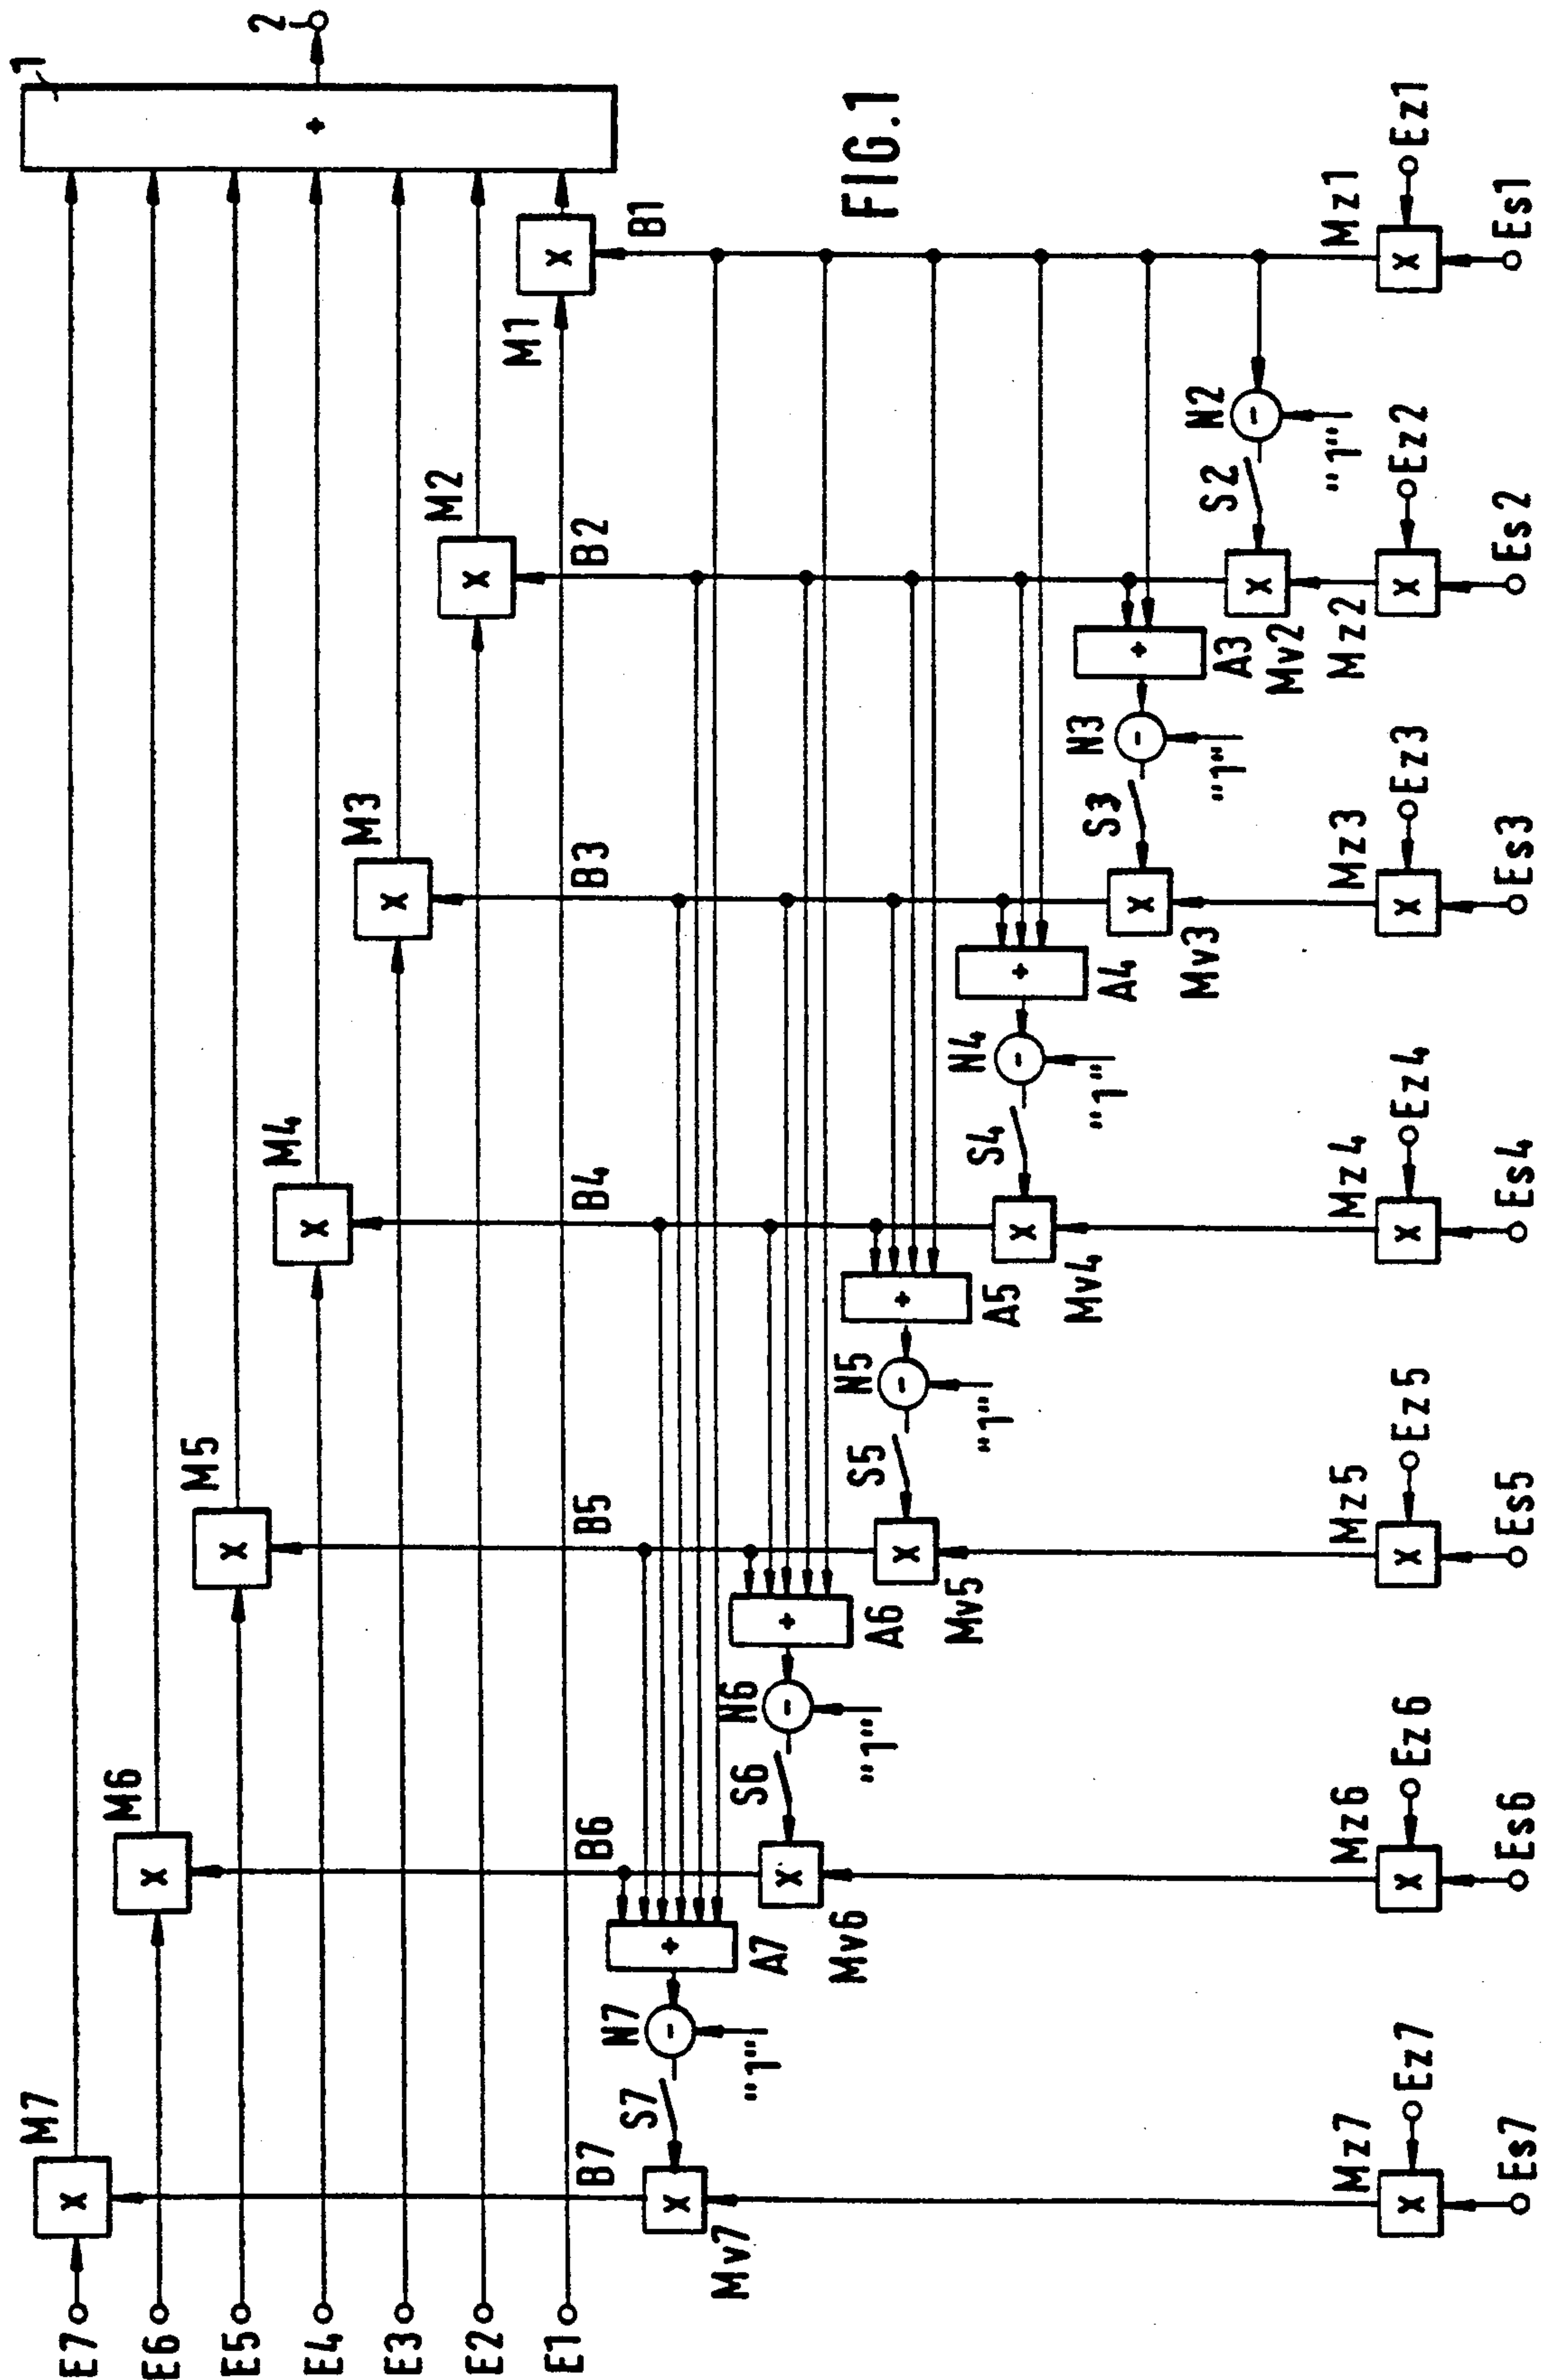 FIG.1
1
2
E7
E6
E5
E4
E3
E2
E1
M7
M6
M5
M4
M3
M2
M1
B7
B6
B5
B4
B3
B2
B1
S7
N7
"1"
A7
Mv7
S6
N6
"1"
A6
Mv6
S5
N5
"1"
A5
Mv5
S4
N4
"1"
A4
Mv4
S3
N3
"1"
A3
Mv3
S2
N2
"1"
Mv2
Mz7
Ez7
Mz6
Ez6
Mz5
Ez5
Mz4
Ez4
Mz3
Ez3
Mz2
Ez2
Mz1
Ez1
Es7
Es6
Es5
Es4
Es3
Es2
Es1